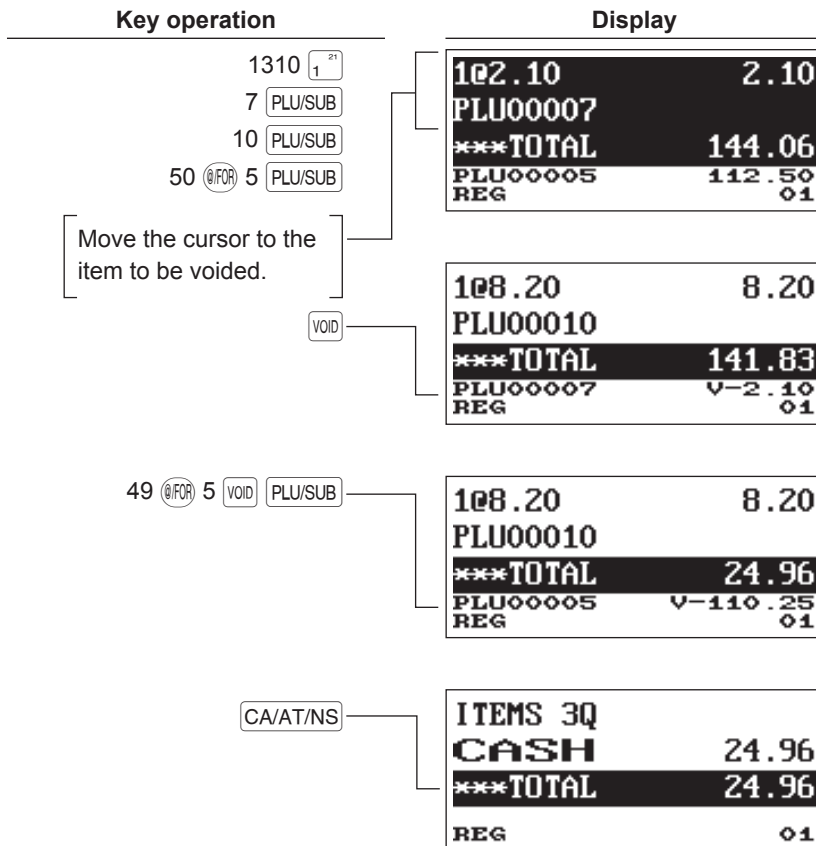 Key operation
Display
1310 1 21
7 PLU/SUB
10 PLU/SUB
50 @/FOR 5 PLU/SUB
Move the cursor to the
item to be voided.
1@2.10 2.10
PLU00007
***TOTAL 144.06
PLU00005 112.50
REG 01
VOID
1@8.20 8.20
PLU00010
***TOTAL 141.83
PLU00007 V-2.10
REG 01
49 @/FOR 5 VOID PLU/SUB
1@8.20 8.20
PLU00010
***TOTAL 24.96
PLU00005 V-110.25
REG 01
CA/AT/NS
ITEMS 3Q
CASH 24.96
***TOTAL 24.96
REG 01